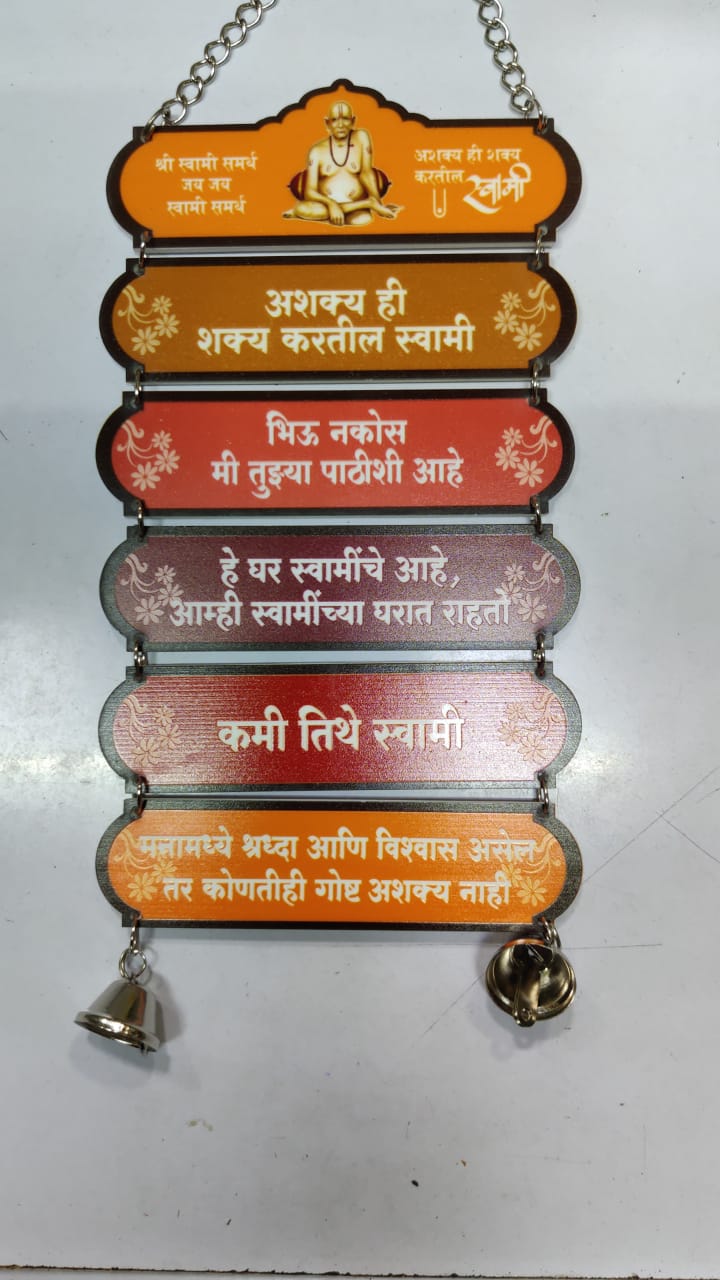 श्री स्वामी समर्थ
जय जय
स्वामी समर्थ
अशक्य ही शक्य
करतील स्वामी
अशक्य ही
शक्य करतील स्वामी
भिऊ नकोस
मी तुझ्या पाठीशी आहे
हे घर स्वामींचे आहे,
आम्ही स्वामींच्या घरात राहतो
कमी तिथे स्वामी
मनामध्ये श्रध्दा आणि विश्वास असेल
तर कोणतीही गोष्ट अशक्य नाही